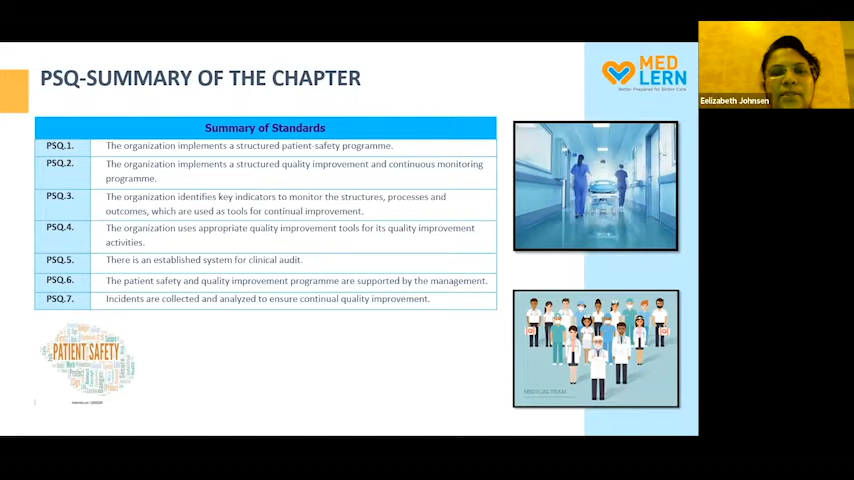 PSQ-SUMMARY OF THE CHAPTER
MED
LERN
Better Prepared for Better Care
Eelizabeth Johnsen
Summary of Standards
PSQ.1. The organization implements a structured patient-safety programme.
PSQ.2. The organization implements a structured quality improvement and continuous monitoring
programme.
PSQ.3. The organization identifies key indicators to monitor the structures, processes and
outcomes, which are used as tools for continual improvement.
PSQ.4. The organization uses appropriate quality improvement tools for its quality improvement
activities.
PSQ.5. There is an established system for clinical audit.
PSQ.6. The patient safety and quality improvement programme are supported by the management.
PSQ.7. Incidents are collected and analyzed to ensure continual quality improvement.
PATIENT SAFETY
MEDICAL TEAM